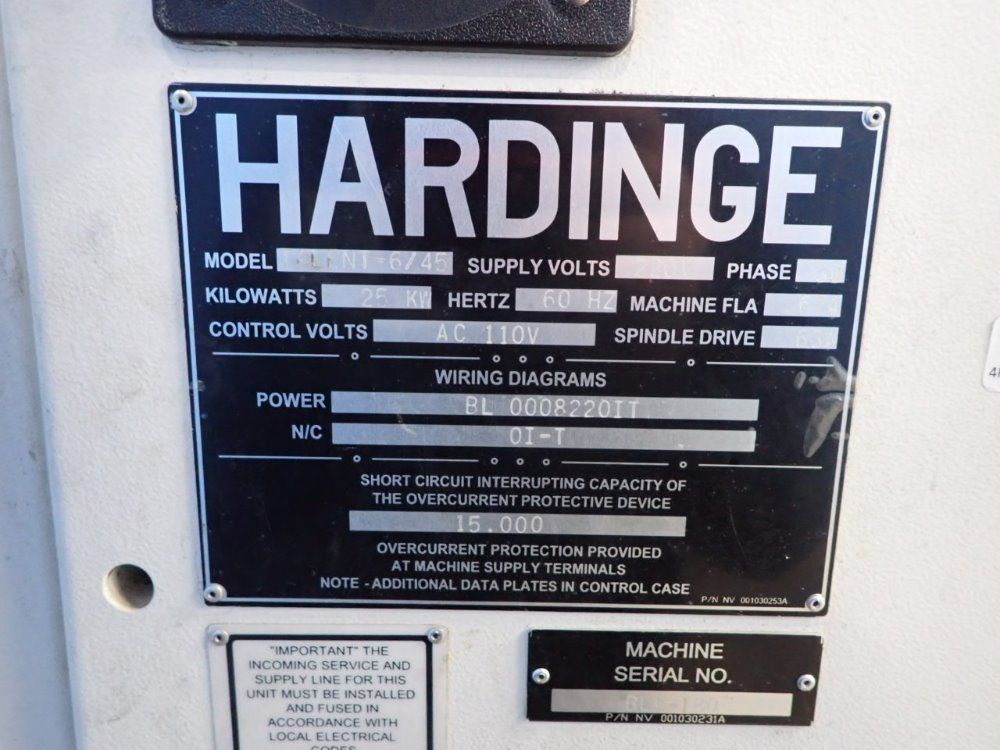 HARDINGE
MODEL 6/45 SUPPLY VOLTS PHASE
KILOWATTS 25 KW HERTZ 60 HZ MACHINE FLA
CONTROL VOLTS AC 110V SPINDLE DRIVE
WIRING DIAGRAMS
POWER BL 0008220IT
N/C OI-T
SHORT CIRCUIT INTERRUPTING CAPACITY OF
THE OVERCURRENT PROTECTIVE DEVICE
15.000
OVERCURRENT PROTECTION PROVIDED
AT MACHINE SUPPLY TERMINALS
NOTE - ADDITIONAL DATA PLATES IN CONTROL CASE
P/N NV 001030253A
"IMPORTANT" THE
INCOMING SERVICE AND
SUPPLY LINE FOR THIS
UNIT MUST BE INSTALLED
AND FUSED IN
ACCORDANCE WITH
LOCAL ELECTRICAL
CODES
MACHINE
SERIAL NO.
P/N NV 001030231A